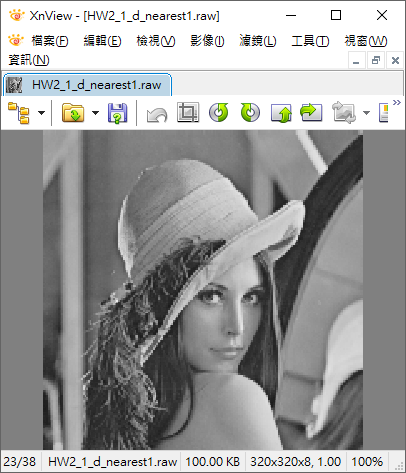 XnView - [HW2_1_d_nearest1.raw]
檔案(F) 編輯(E) 檢視(V) 影像(I) 濾鏡(L) 工具(T) 視窗(W)
資訊(N)
HW2_1_d_nearest1.raw
23/38 HW2_1_d_nearest1.raw 100.00 KB 320x320x8, 1.00 100%